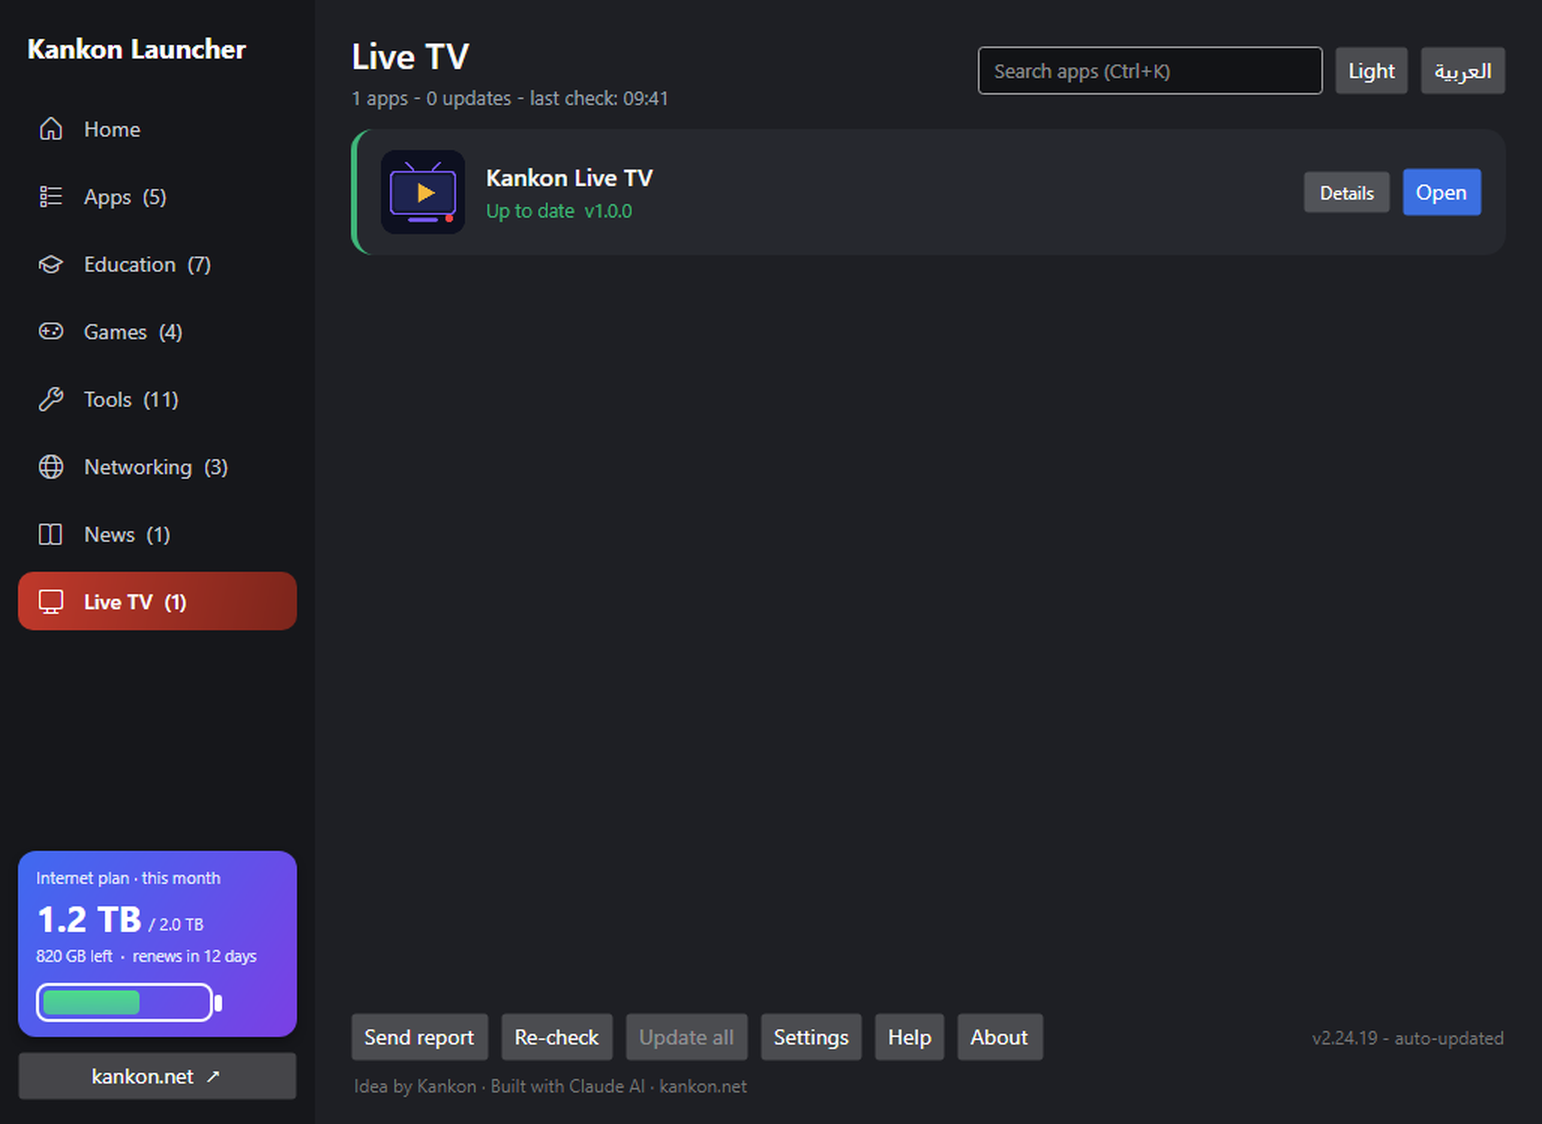 Kankon Launcher
Home
Apps (5)
Education (7)
Games (4)
Tools (11)
Networking (3)
News (1)
Live TV (1)
Internet plan · this month
1.2 TB / 2.0 TB
820 GB left · renews in 12 days
kankon.net ↗
Live TV
1 apps - 0 updates - last check: 09:41
Search apps (Ctrl+K)
Light
العربية
Kankon Live TV
Up to date v1.0.0
Details
Open
Send report
Re-check
Update all
Settings
Help
About
v2.24.19 - auto-updated
Idea by Kankon · Built with Claude AI · kankon.net